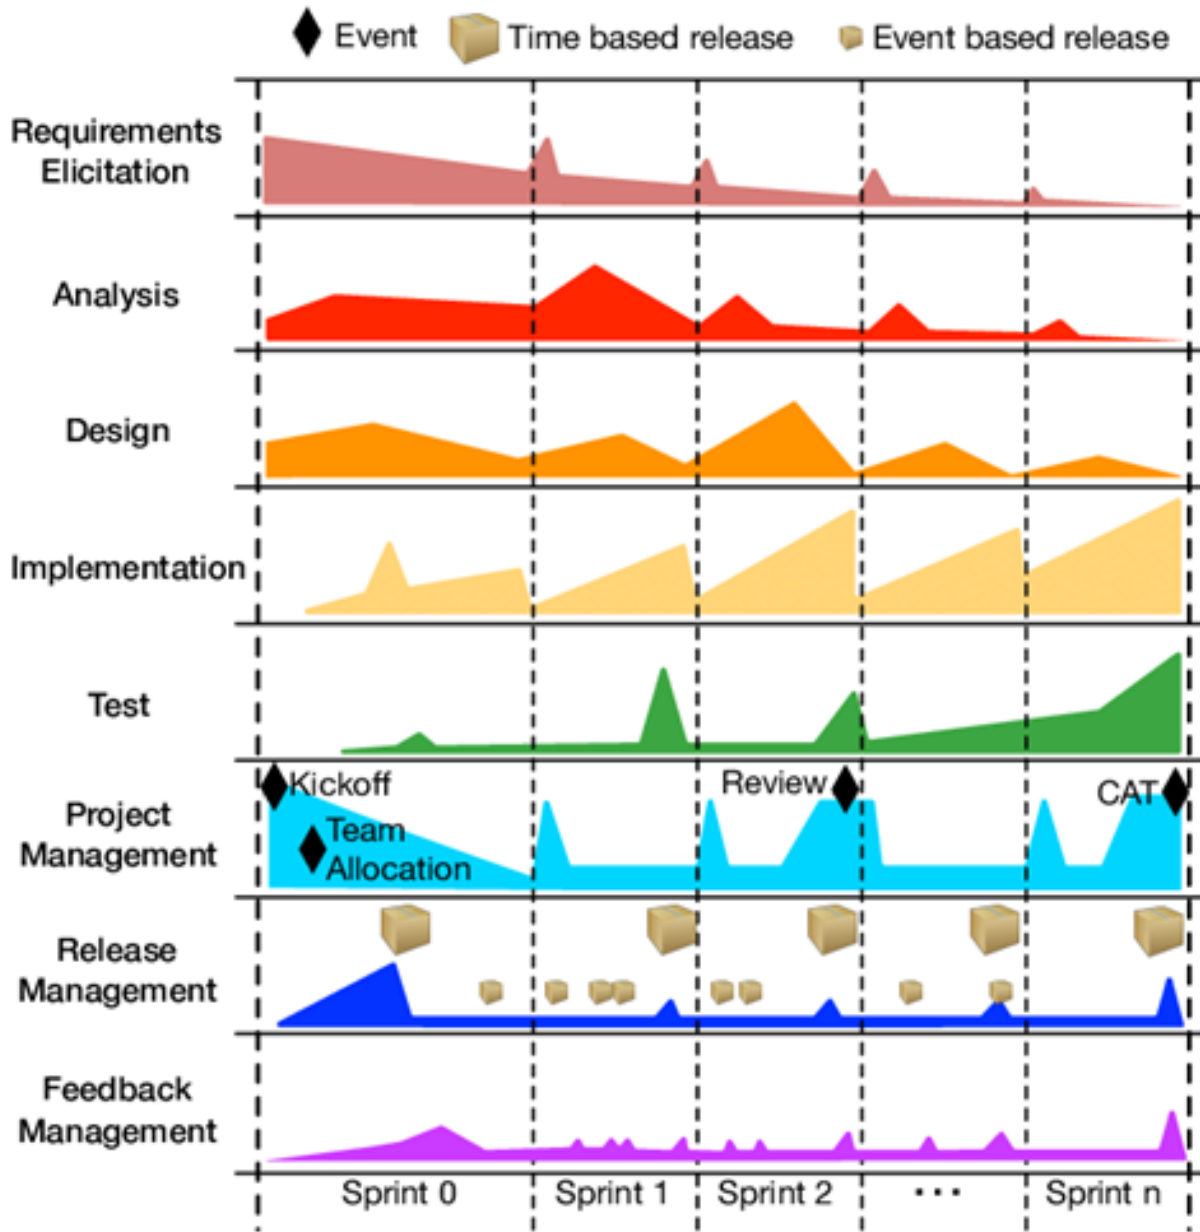 Event
Time based release
Event based release
Requirements
Elicitation
Analysis
Design
Implementation
Test
Project
Management
Kickoff
Team
Allocation
Review
CAT
Release
Management
Feedback
Management
Sprint 0
Sprint 1
Sprint 2
...
Sprint n